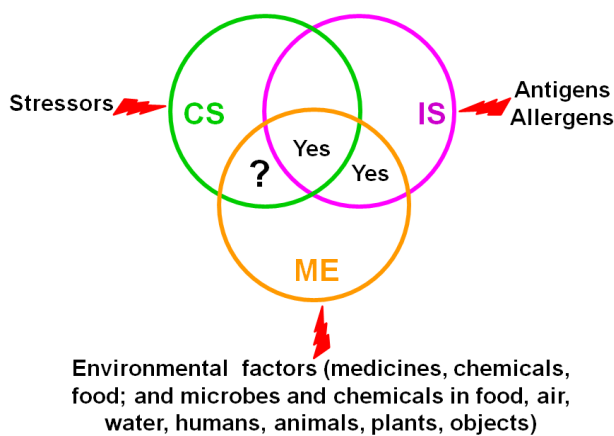 Stressors
CS
IS
Antigens
Allergens
Yes
?
Yes
ME
Environmental factors (medicines, chemicals,
food; and microbes and chemicals in food, air,
water, humans, animals, plants, objects)